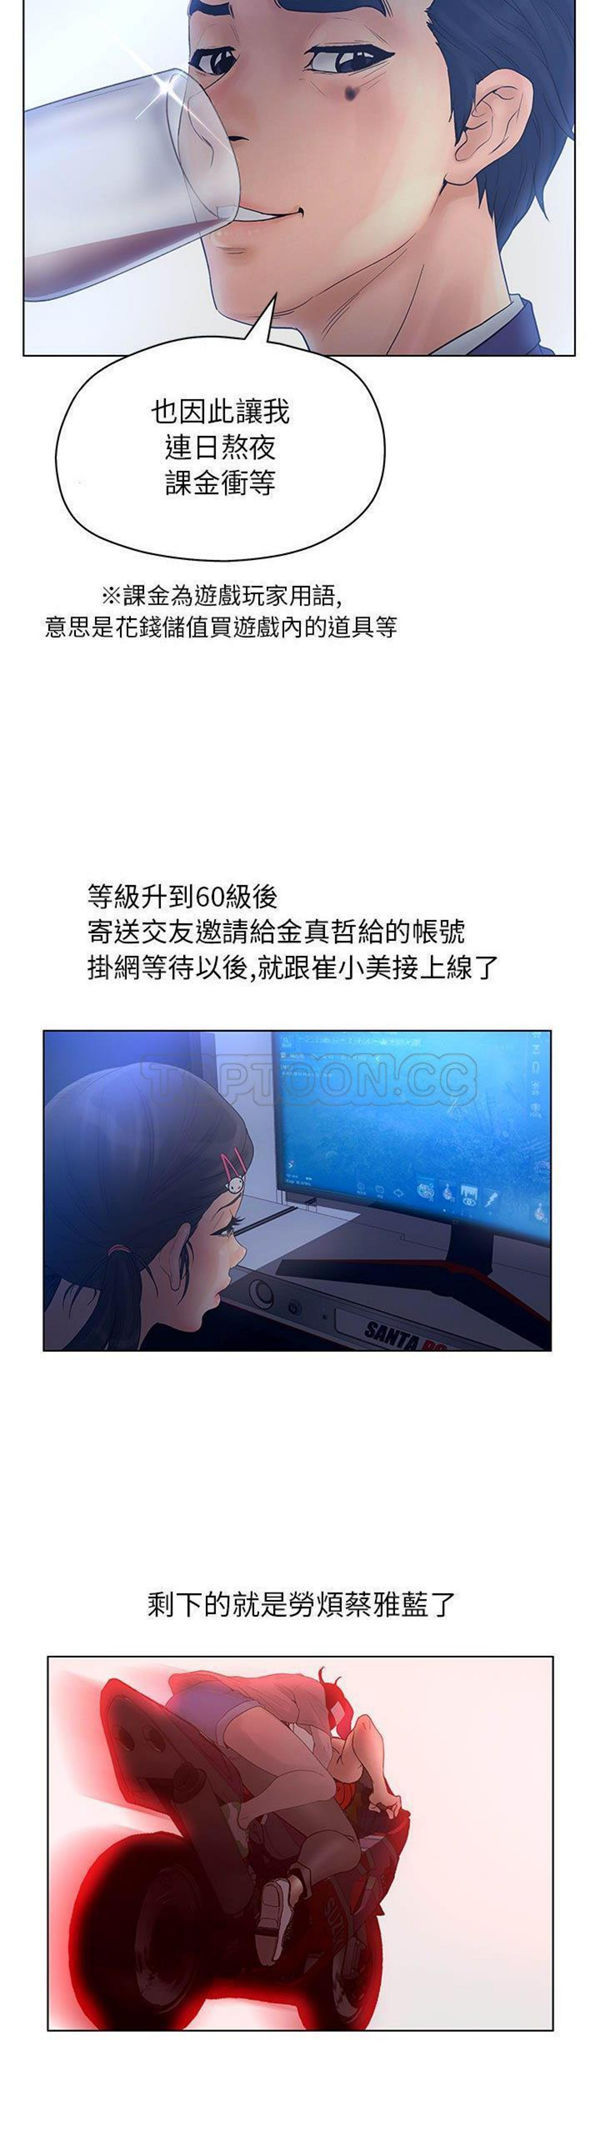 也因此讓我
連日熬夜
課金衝等
※課金為遊戲玩家用語,
意思是花錢儲值買遊戲內的道具等
等級升到60級後
寄送交友邀請給金真哲給的帳號
掛網等待以後,就跟崔小美接上線了
TOPTOON.CC
SANTA
剩下的就是勞煩蔡雅藍了